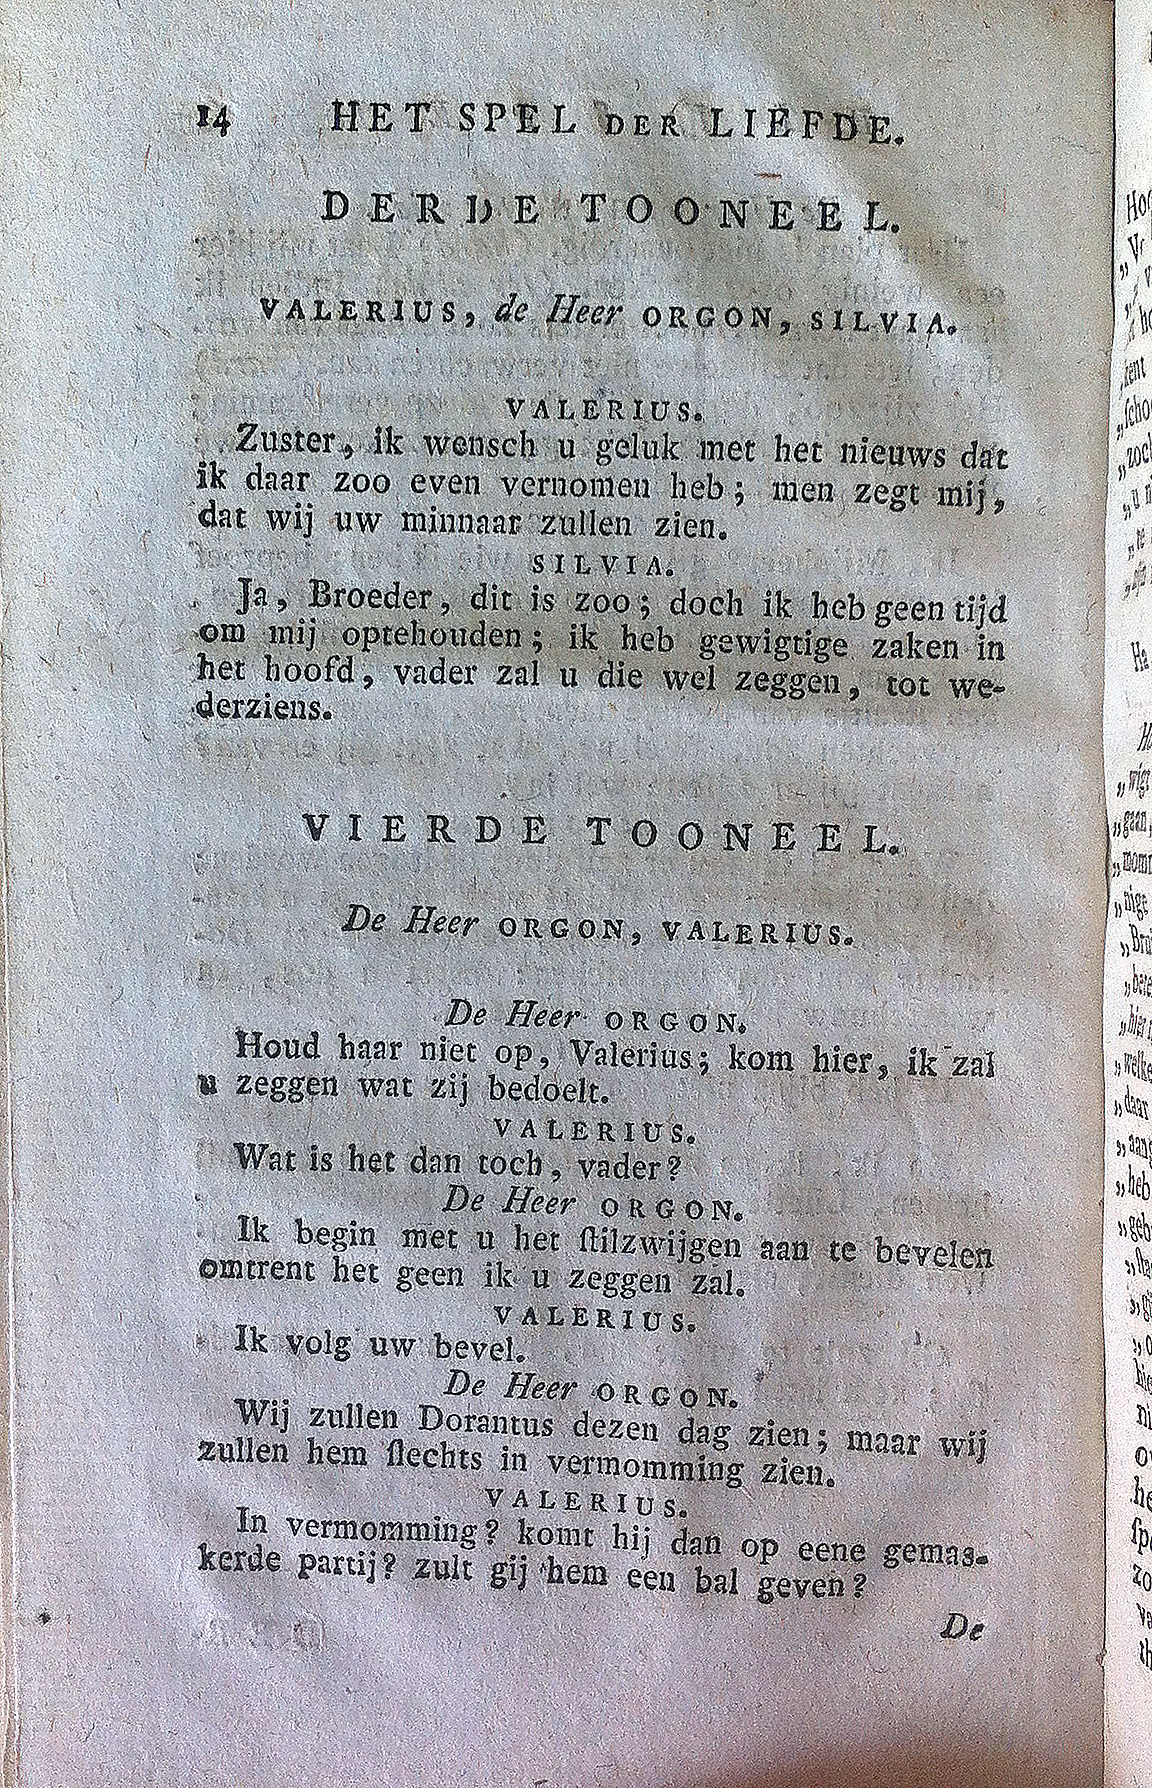 14 HET SPEL DER LIEFDE.
DERDE TOONEEL.
VALERIUS, de Heer ORGON, SILVIA.
VALERIUS.
Zuster, ik wensch u geluk met het nieuws dat
ik daar zoo even vernomen heb; men zegt mij,
dat wij uw minnaar zullen zien.
SILVIA.
Ja, Broeder, dit is zoo; doch ik heb geen tijd
om mij optehouden; ik heb gewigtige zaken in
het hoofd, vader zal u die wel zeggen, tot we-
derziens.
VIERDE TOONEEL.
De Heer ORGON, VALERIUS.
De Heer ORGON.
Houd haar niet op, Valerius; kom hier, ik zal
u zeggen wat zij bedoelt.
VALERIUS.
Wat is het dan toch, vader?
De Heer ORGON.
Ik begin met u het ſtilzwijgen aan te bevelen
omtrent het geen ik u zeggen zal.
VALERIUS.
Ik volg uw bevel.
De Heer ORGON.
Wij zullen Dorantus dezen dag zien; maar wij
zullen hem ſlechts in vermomming zien.
VALERIUS.
In vermomming? komt hij dan op eene gemas-
kerde partij? zult gij hem een bal geven?
De